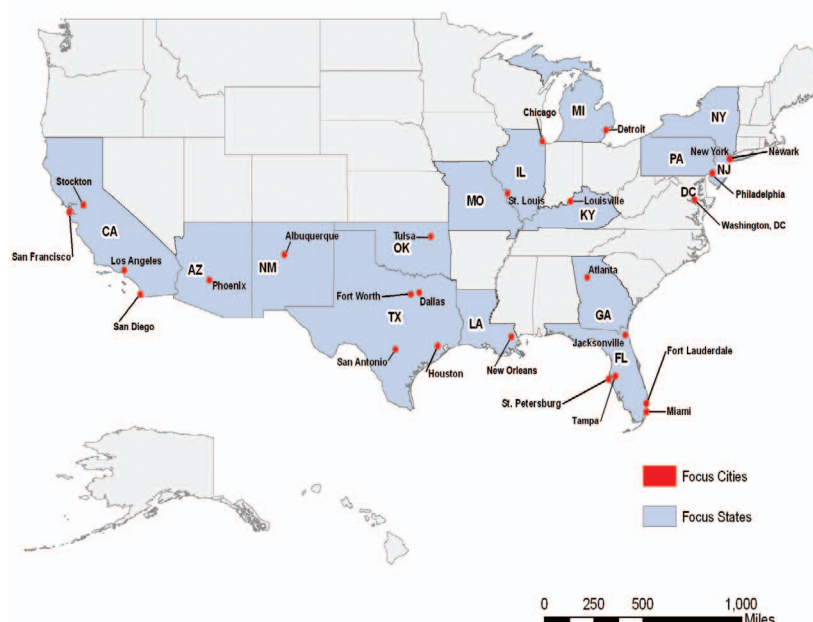 Chicago
MI
NY
Detroit
New York
Newark
PA
NJ
Stockton
IL
Philadelphia
MO
St. Louis
Louisville
DC
KY
Washington, DC
CA
Tulsa
Albuquerque
OK
San Francisco
Los Angeles
AZ
NM
Atlanta
Phoenix
Fort Worth
Dallas
San Diego
TX
LA
GA
Jacksonville
San Antonio
FL
Fort Lauderdale
Houston
New Orleans
St. Petersburg
Miami
Tampa
Focus Cities
Focus States
0 250 500 1,000
Miles